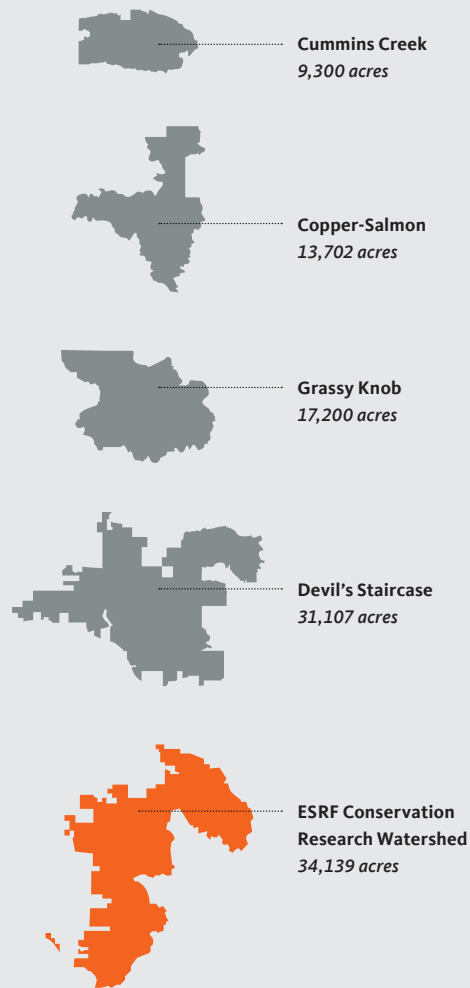 Cummins Creek
9,300 acres
Copper-Salmon
13,702 acres
Grassy Knob
17,200 acres
Devil’s Staircase
31,107 acres
ESRF Conservation
Research Watershed
34,139 acres